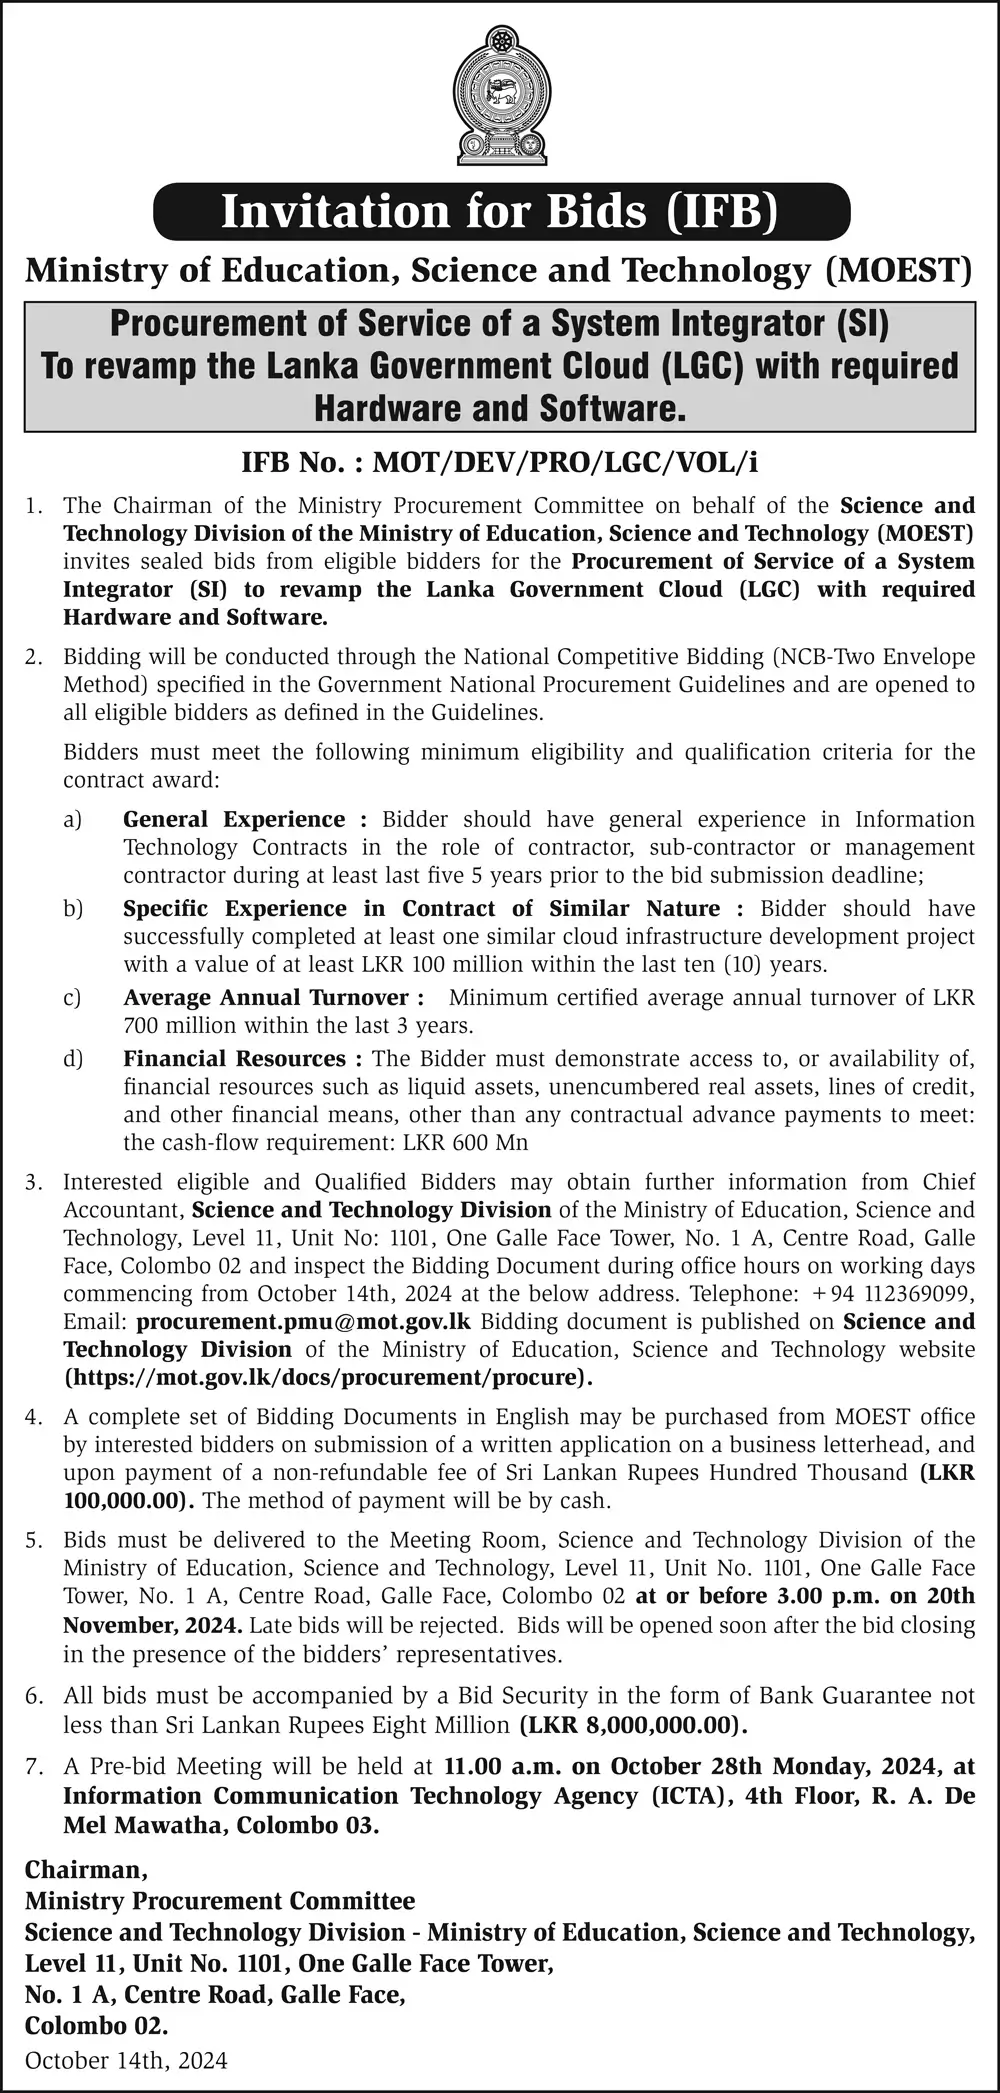 Invitation for Bids (IFB)
Ministry of Education, Science and Technology (MOEST)
Procurement of Service of a System Integrator (SI)
To revamp the Lanka Government Cloud (LGC) with required
Hardware and Software.
IFB No. : MOT/DEV/PRO/LGC/VOL/i
1. The Chairman of the Ministry Procurement Committee on behalf of the Science and
Technology Division of the Ministry of Education, Science and Technology (MOEST)
invites sealed bids from eligible bidders for the Procurement of Service of a System
Integrator (SI) to revamp the Lanka Government Cloud (LGC) with required
Hardware and Software.
2. Bidding will be conducted through the National Competitive Bidding (NCB-Two Envelope
Method) specified in the Government National Procurement Guidelines and are opened to
all eligible bidders as defined in the Guidelines.
Bidders must meet the following minimum eligibility and qualification criteria for the
contract award:
a) General Experience : Bidder should have general experience in Information
Technology Contracts in the role of contractor, sub-contractor or management
contractor during at least last five 5 years prior to the bid submission deadline;
b) Specific Experience in Contract of Similar Nature : Bidder should have
successfully completed at least one similar cloud infrastructure development project
with a value of at least LKR 100 million within the last ten (10) years.
c) Average Annual Turnover : Minimum certified average annual turnover of LKR
700 million within the last 3 years.
d) Financial Resources : The Bidder must demonstrate access to, or availability of,
financial resources such as liquid assets, unencumbered real assets, lines of credit,
and other financial means, other than any contractual advance payments to meet:
the cash-flow requirement: LKR 600 Mn
3. Interested eligible and Qualified Bidders may obtain further information from Chief
Accountant, Science and Technology Division of the Ministry of Education, Science and
Technology, Level 11, Unit No: 1101, One Galle Face Tower, No. 1 A, Centre Road, Galle
Face, Colombo 02 and inspect the Bidding Document during office hours on working days
commencing from October 14th, 2024 at the below address. Telephone: +94 112369099,
Email: procurement.pmu@mot.gov.lk Bidding document is published on Science and
Technology Division of the Ministry of Education, Science and Technology website
(https://mot.gov.lk/docs/procurement/procure).
4. A complete set of Bidding Documents in English may be purchased from MOEST office
by interested bidders on submission of a written application on a business letterhead, and
upon payment of a non-refundable fee of Sri Lankan Rupees Hundred Thousand (LKR
100,000.00). The method of payment will be by cash.
5. Bids must be delivered to the Meeting Room, Science and Technology Division of the
Ministry of Education, Science and Technology, Level 11, Unit No. 1101, One Galle Face
Tower, No. 1 A, Centre Road, Galle Face, Colombo 02 at or before 3.00 p.m. on 20th
November, 2024. Late bids will be rejected. Bids will be opened soon after the bid closing
in the presence of the bidders’ representatives.
6. All bids must be accompanied by a Bid Security in the form of Bank Guarantee not
less than Sri Lankan Rupees Eight Million (LKR 8,000,000.00).
7. A Pre-bid Meeting will be held at 11.00 a.m. on October 28th Monday, 2024, at
Information Communication Technology Agency (ICTA), 4th Floor, R. A. De
Mel Mawatha, Colombo 03.
Chairman,
Ministry Procurement Committee
Science and Technology Division - Ministry of Education, Science and Technology,
Level 11, Unit No. 1101, One Galle Face Tower,
No. 1 A, Centre Road, Galle Face,
Colombo 02.
October 14th, 2024